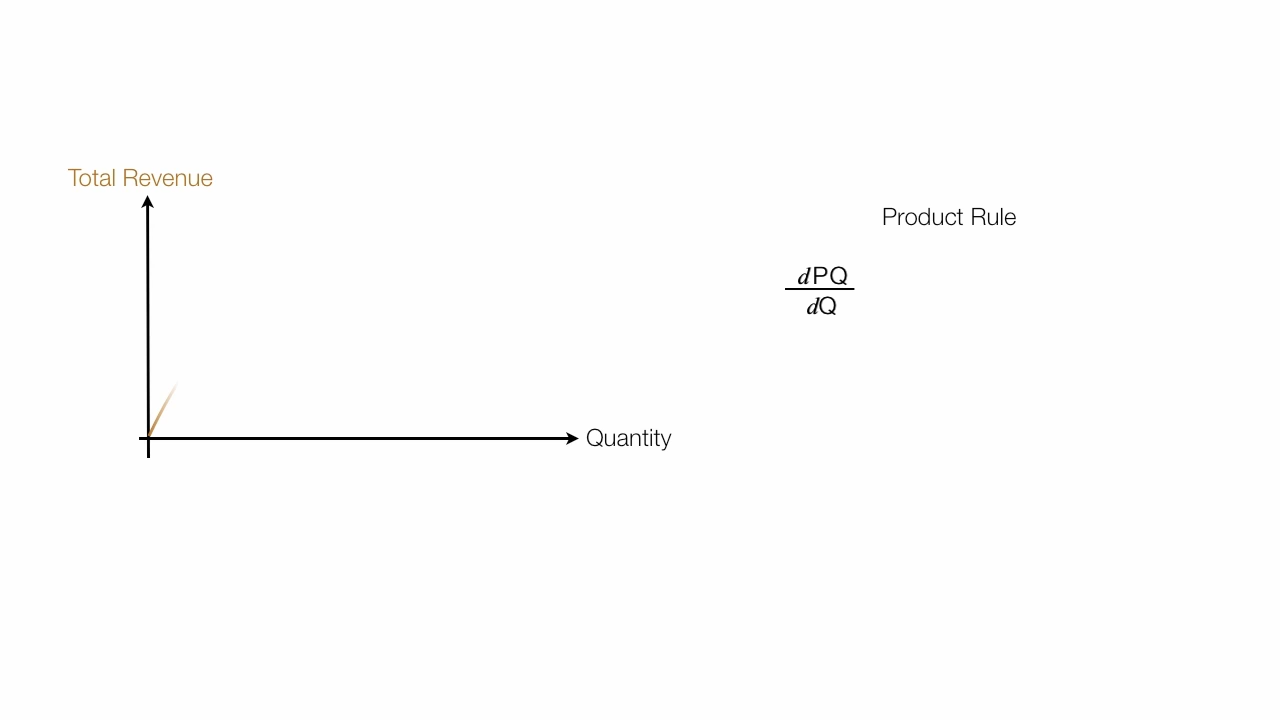 Total Revenue
Product Rule
dPQ
dQ
Quantity